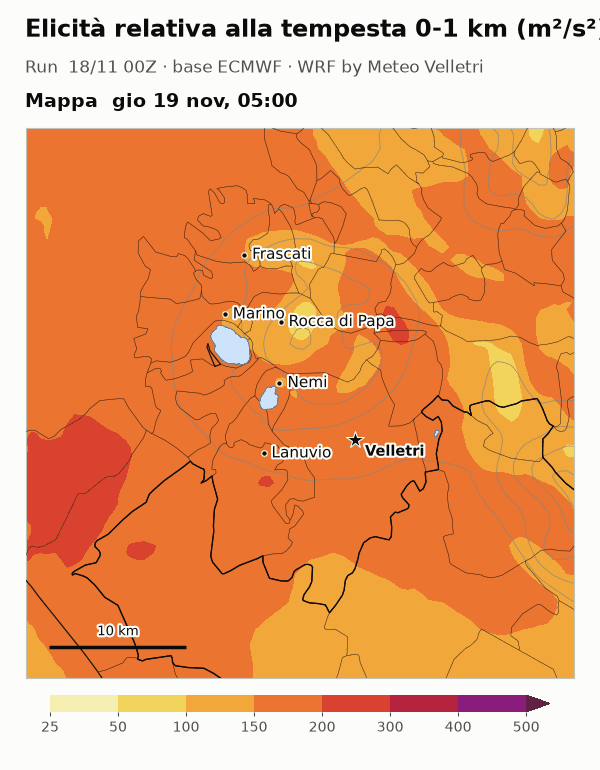 Elicità relativa alla tempesta 0-1 km (m²/s²)
Run 18/11 00Z · base ECMWF · WRF by Meteo Velletri
Mappa gio 19 nov, 05:00
Frascati
Marino
Rocca di Papa
Nemi
Velletri
Lanuvio
10 km
25 50 100 150 200 300 400 500